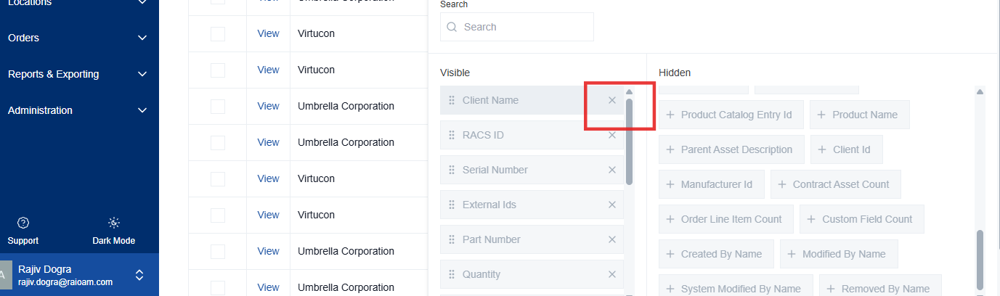 Locations
Orders
Reports & Exporting
Administration
Support
Dark Mode
A
Rajiv Dogra
rajiv.dogra@raioam.com
Umbrella Corporation
View Virtucon
View Virtucon
View Umbrella Corporation
View Umbrella Corporation
View Virtucon
View Virtucon
View Umbrella Corporation
View Umbrella Corporation
Search
Search
Visible
Client Name
RACS ID
Serial Number
External Ids
Part Number
Quantity
Hidden
Product Catalog Entry Id Product Name
Parent Asset Description Client Id
Manufacturer Id Contract Asset Count
Order Line Item Count Custom Field Count
Created By Name Modified By Name
System Modified By Name Removed By Name